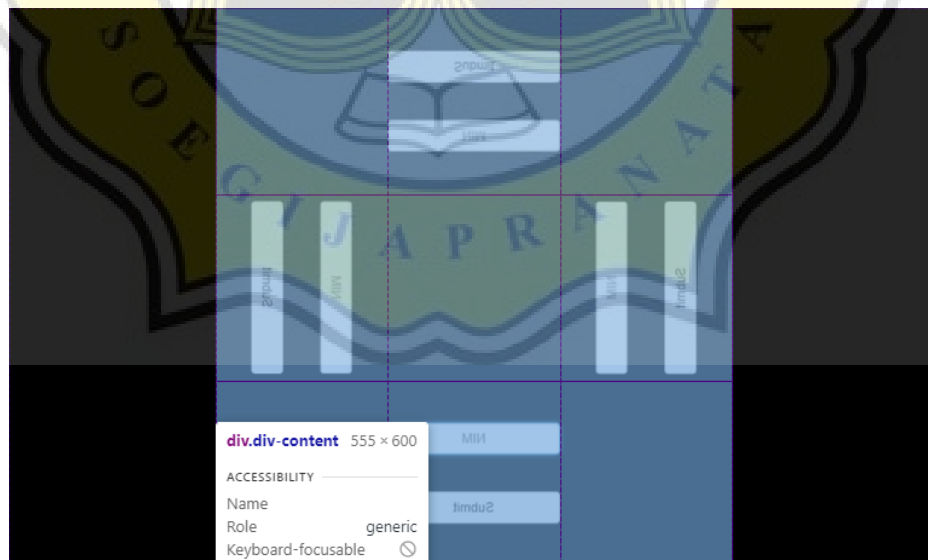 Submit
NIM
SOEGIJAPRANATA
Submit
NIM
NIM
Submit
NIM
Submit
div.div-content 555 × 600
ACCESSIBILITY
Name
Role generic
Keyboard-focusable